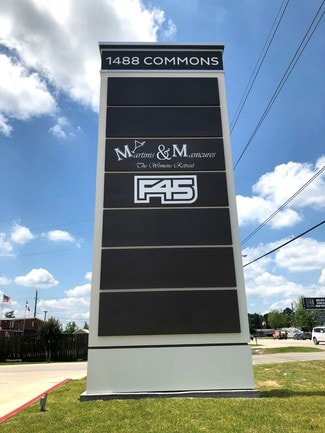 1488 COMMONS
Martinis & Manicures
The Womens Retreat
F45